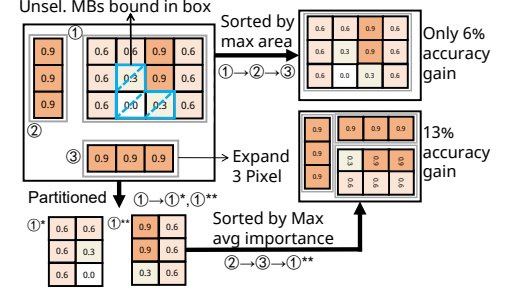 Unsel. MBs bound in box
①
0.9
0.9
0.9
②
0.6 0.6 0.9 0.6
0.6 0.3 0.9 0.6
0.6 0.0 0.3 0.6
③
0.9 0.9 0.9
Expand
3 Pixel
Sorted by
max area
①→②→③
0.6 0.6 0.9 0.6
0.6 0.3 0.9 0.6
0.6 0.0 0.3 0.6
Only 6%
accuracy
gain
0.9
0.9
0.9
0.9 0.9 0.9
0.3 0.9 0.9
0.6 0.6 0.6
13%
accuracy
gain
Partitioned
①→①*,①**
①*
0.6 0.6
0.6 0.3
0.6 0.0
①**
0.9 0.6
0.9 0.6
0.3 0.6
Sorted by Max
avg importance
②→③→①**